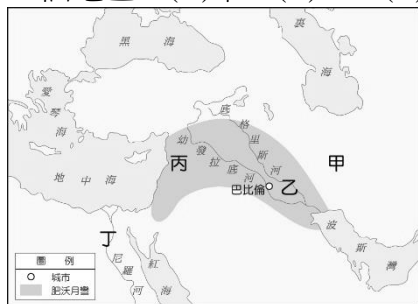 黑海
裏海
愛琴海
地中海
底格里斯河
幼發拉底河
甲
丙
乙
巴比倫
丁
尼羅河
紅海
波斯灣
圖例
城市
肥沃月彎